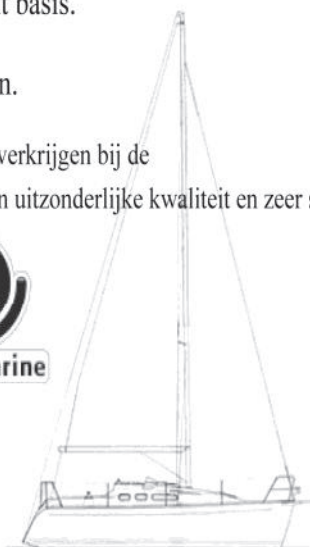 t basis.
n.
verkrijgen bij de
n uitzonderlijke kwaliteit en zeer s
rine